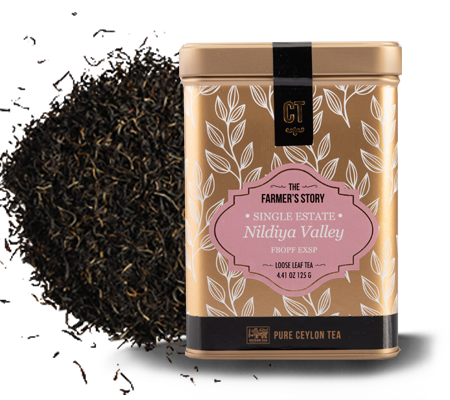 CT
THE
FARMER'S STORY
SINGLE ESTATE
Nildiya Valley
FBOPF EXSP
LOOSE LEAF TEA
4.41 OZ 125 G
PURE CEYLON TEA